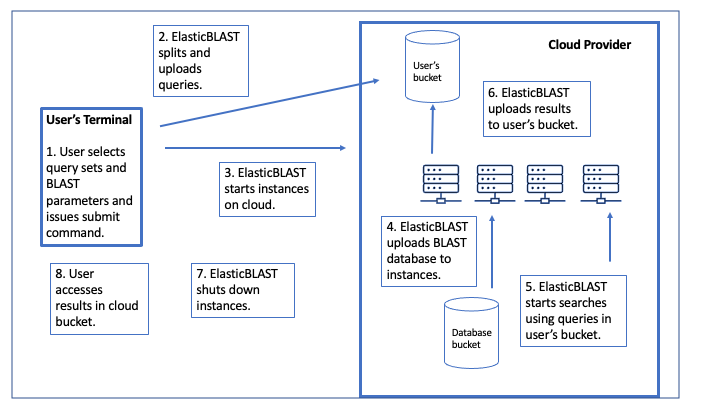 2. ElasticBLAST
splits and
uploads
queries.
User's
bucket
Cloud Provider
6. ElasticBLAST
uploads results
to user's bucket.
User's Terminal
1. User selects
query sets and
BLAST
parameters and
issues submit
command.
3. ElasticBLAST
starts instances
on cloud.
4. ElasticBLAST
uploads BLAST
database to
instances.
5. ElasticBLAST
starts searches
using queries in
user's bucket.
Database
bucket
7. ElasticBLAST
shuts down
instances.
8. User
accesses
results in cloud
bucket.